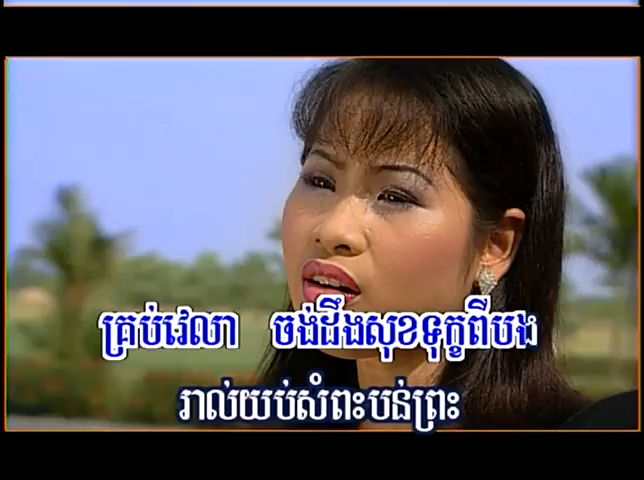 គ្រប់វេលា ចង់ដឹងសុខទុក្ខពីបង
រាល់យប់សំពះបន់ព្រះ